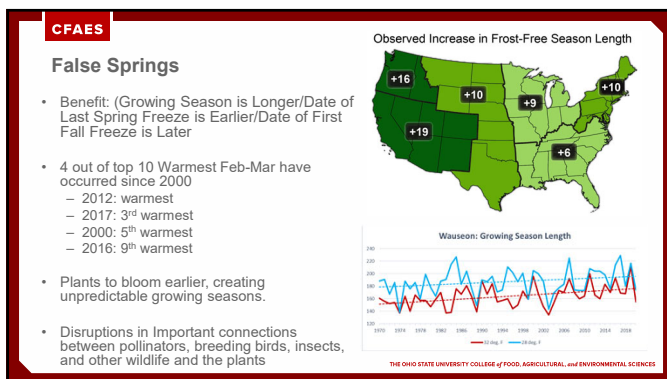 CFAES
False Springs
• Benefit: (Growing Season is Longer/Date of
Last Spring Freeze is Earlier/Date of First
Fall Freeze is Later
• 4 out of top 10 Warmest Feb-Mar have
occurred since 2000
– 2012: warmest
– 2017: 3rd warmest
– 2000: 5th warmest
– 2016: 9th warmest
• Plants to bloom earlier, creating
unpredictable growing seasons.
• Disruptions in Important connections
between pollinators, breeding birds, insects,
and other wildlife and the plants
Observed Increase in Frost-Free Season Length
+16
+10
+9
+10
+19
+6
Wauseon: Growing Season Length
240
220
200
180
160
140
120
100
1970 1974 1978 1982 1986 1990 1994 1998 2002 2006 2010 2014 2018
32 deg. F 28 deg. F
THE OHIO STATE UNIVERSITY COLLEGE of FOOD, AGRICULTURAL, and ENVIRONMENTAL SCIENCES